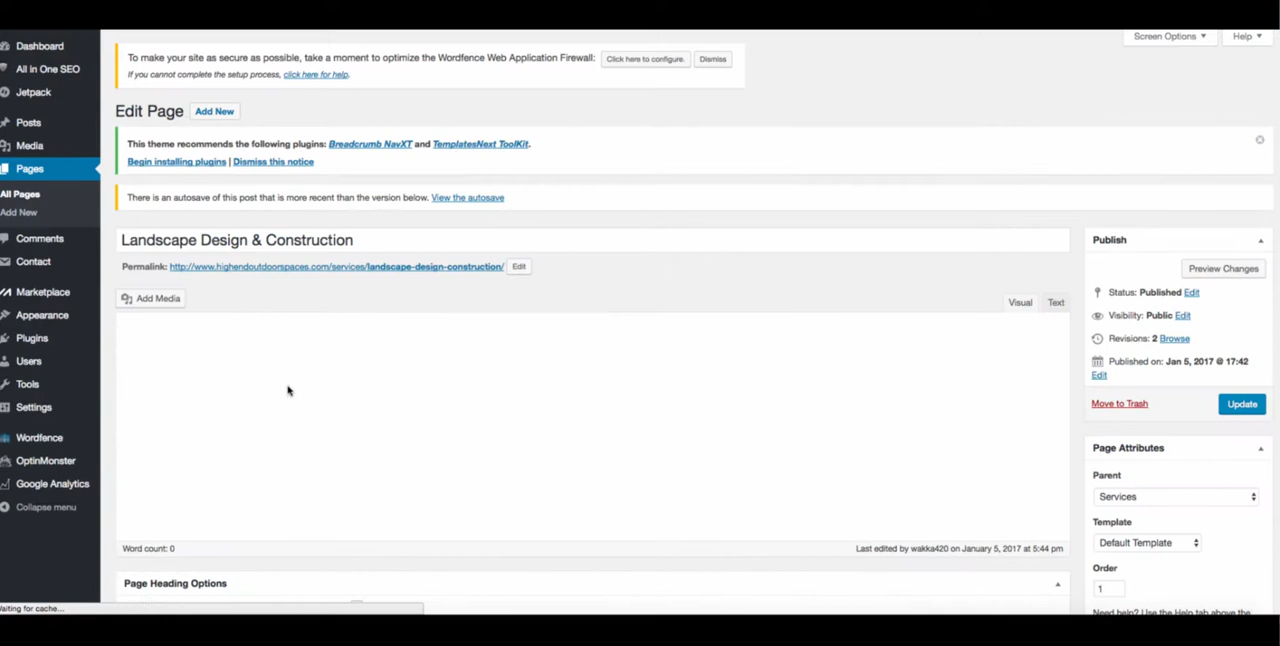 Dashboard
All in One SEO
Jetpack
Posts
Media
Pages
All Pages
Add New
Comments
Contact
Marketplace
Appearance
Plugins
Users
Tools
Settings
Wordfence
OptinMonster
Google Analytics
Collapse menu
aiting for cache...
Screen Options
Help
To make your site as secure as possible, take a moment to optimize the Wordfence Web Application Firewall: Click here to configure. Dismiss
If you cannot complete the setup process, click here for help.
Edit Page Add New
This theme recommends the following plugins: Breadcrumb NavXT and TemplatesNext ToolKit.
Begin installing plugins | Dismiss this notice
There is an autosave of this post that is more recent than the version below. View the autosave
Landscape Design & Construction
Permalink: http://www.highendoutdoorspaces.com/services/landscape-design-construction/ Edit
Add Media
Visual Text
Word count: 0
Last edited by wakka420 on January 5, 2017 at 5:44 pm
Page Heading Options
Publish
Preview Changes
Status: Published Edit
Visibility: Public Edit
Revisions: 2 Browse
Published on: Jan 5, 2017 @ 17:42
Edit
Move to Trash Update
Page Attributes
Parent
Services
Template
Default Template
Order
1
Need help? Use the Help tab above the